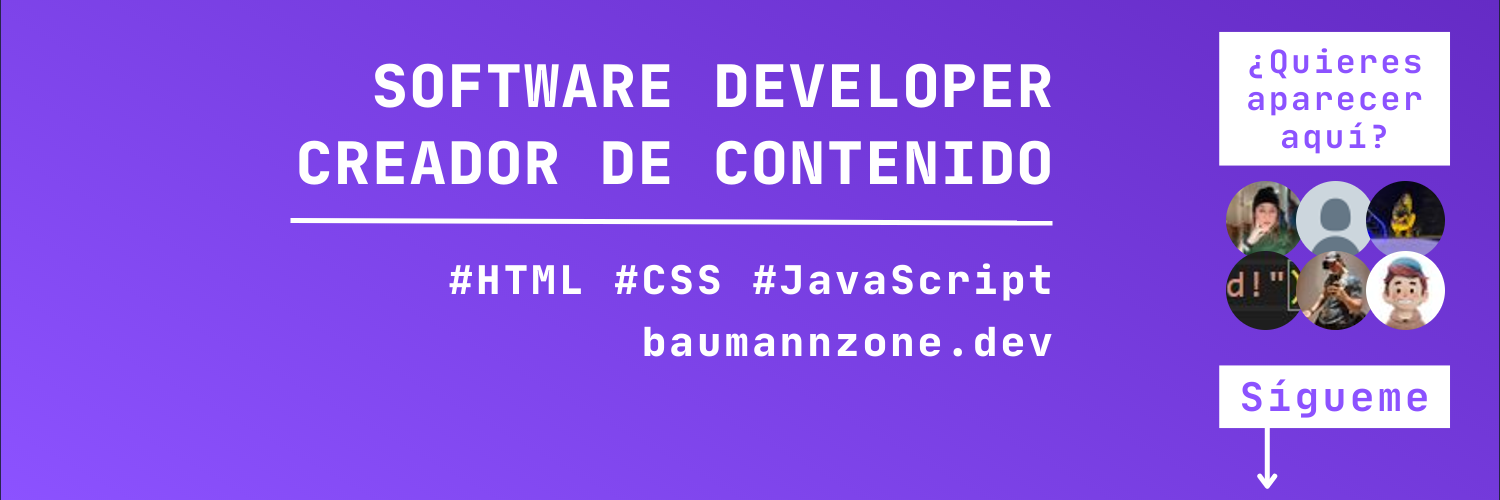 SOFTWARE DEVELOPER
CREADOR DE CONTENIDO
#HTML #CSS #JavaScript
baumannzone.dev
¿Quieres
aparecer
aquí?
d!")
Sígueme